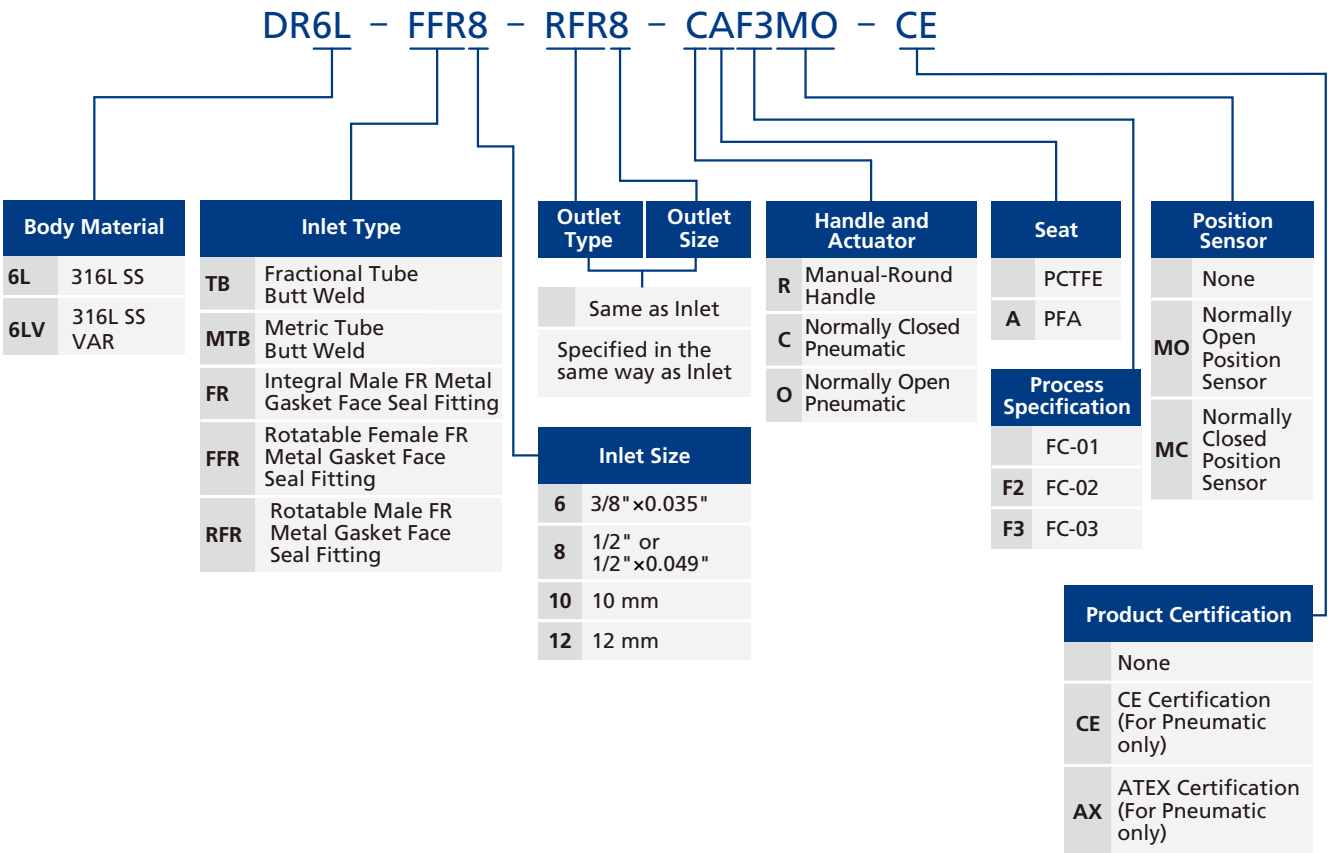 DR6L - FFR8 - RFR8 - CAF3MO - CE
Body Material
6L 316L SS
6LV 316L SS
VAR
Inlet Type
TB Fractional Tube
Butt Weld
MTB Metric Tube
Butt Weld
FR Integral Male FR Metal
Gasket Face Seal Fitting
FFR Rotatable Female FR
Metal Gasket Face
Seal Fitting
RFR Rotatable Male FR
Metal Gasket Face
Seal Fitting
Outlet
Type
Outlet
Size
Same as Inlet
Specified in the
same way as Inlet
Inlet Size
6 3/8"×0.035"
8 1/2" or
1/2"×0.049"
10 10 mm
12 12 mm
Handle and
Actuator
R Manual-Round
Handle
C Normally Closed
Pneumatic
O Normally Open
Pneumatic
Seat
PCTFE
A PFA
Process
Specification
FC-01
F2 FC-02
F3 FC-03
Position
Sensor
None
MO Normally
Open
Position
Sensor
MC Normally
Closed
Position
Sensor
Product Certification
None
CE CE Certification
(For Pneumatic
only)
AX ATEX Certification
(For Pneumatic
only)